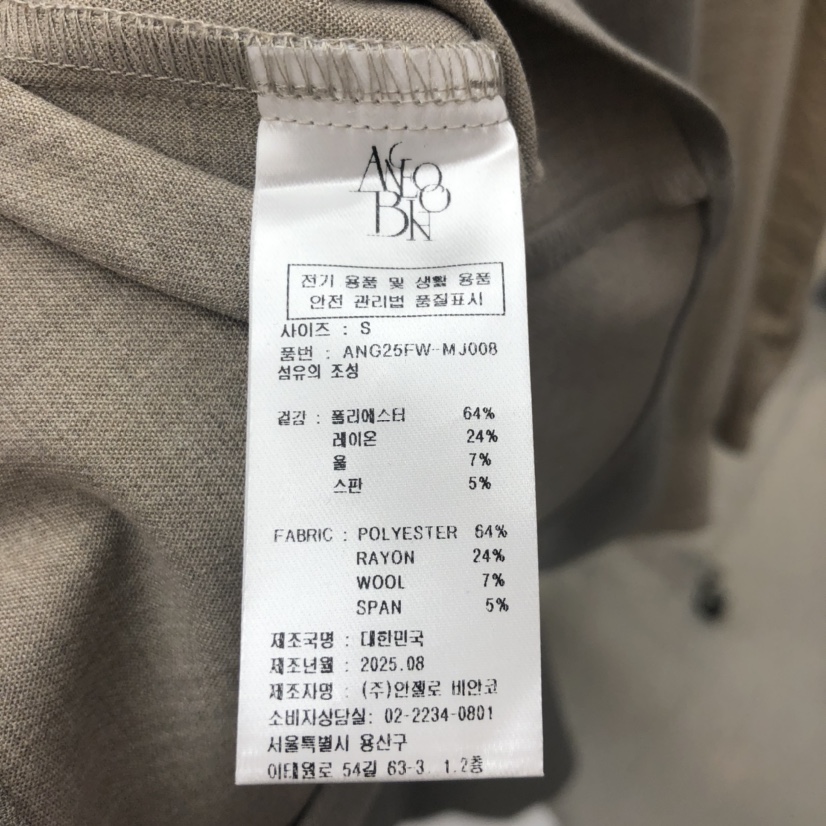 ANGELO
BIN
전기 용품 및 생활 용품
안전 관리법 품질표시
사이즈 : S
품번 : ANG25FW-MJ008
섬유의 조성
겉감 : 폴리에스터 64%
레이온 24%
울 7%
스판 5%
FABRIC : POLYESTER 64%
RAYON 24%
WOOL 7%
SPAN 5%
제조국명 : 대한민국
제조년월 : 2025.08
제조자명 : (주)안젤로 비안코
소비자상담실: 02-2234-0801
서울특별시 용산구
이태원로 54길 63-3 1.2층